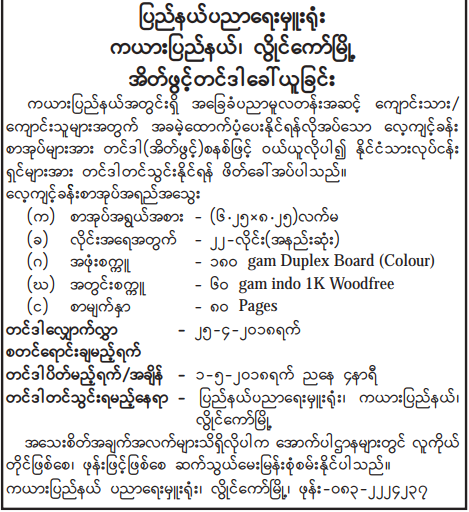 ပြည်နယ်ပညာရေးမှူးရုံး
ကယားပြည်နယ်၊ လွိုင်ကော်မြို့
အိတ်ဖွင့်တင်ဒါခေါ်ယူခြင်း
ကယားပြည်နယ်အတွင်းရှိ အခြေခံပညာမူလတန်းအဆင့် ကျောင်းသား/
ကျောင်းသူများအတွက် အခမဲ့ထောက်ပံ့ပေးနိုင်ရန်လိုအပ်သော လေ့ကျင့်ခန်း
စာအုပ်များအား တင်ဒါ(အိတ်ဖွင့်)စနစ်ဖြင့် ဝယ်ယူလိုပါ၍ နိုင်ငံသားလုပ်ငန်း
ရှင်များအား တင်ဒါတင်သွင်းနိုင်ရန် ဖိတ်ခေါ်အပ်ပါသည်။
လေ့ကျင့်ခန်းစာအုပ်အရည်အသွေး
(က) စာအုပ်အရွယ်အစား - (၆.၂၅×၈.၂၅)လက်မ
(ခ) လိုင်းအရေအတွက် - ၂၂-လိုင်း(အနည်းဆုံး)
(ဂ) အဖုံးစက္ကူ - ၁၈၀ gam Duplex Board (Colour)
(ဃ) အတွင်းစက္ကူ - ၆၀ gam indo 1K Woodfree
(င) စာမျက်နှာ - ၈၀ Pages
တင်ဒါလျှောက်လွှာ - ၂၅-၄-၂၀၁၈ရက်
စတင်ရောင်းချမည့်ရက်
တင်ဒါပိတ်မည့်ရက်/အချိန် - ၁-၅-၂၀၁၈ရက် ညနေ ၄နာရီ
တင်ဒါတင်သွင်းရမည့်နေရာ - ပြည်နယ်ပညာရေးမှူးရုံး၊ ကယားပြည်နယ်၊
လွိုင်ကော်မြို့
အသေးစိတ်အချက်အလက်များသိရှိလိုပါက အောက်ပါဌာနများတွင် လူကိုယ်
တိုင်ဖြစ်စေ၊ ဖုန်းဖြင့်ဖြစ်စေ ဆက်သွယ်မေးမြန်းစုံစမ်းနိုင်ပါသည်။
ကယားပြည်နယ် ပညာရေးမှူးရုံး၊ လွိုင်ကော်မြို့၊ ဖုန်း-၀၈၃-၂၂၂၄၂၃၇